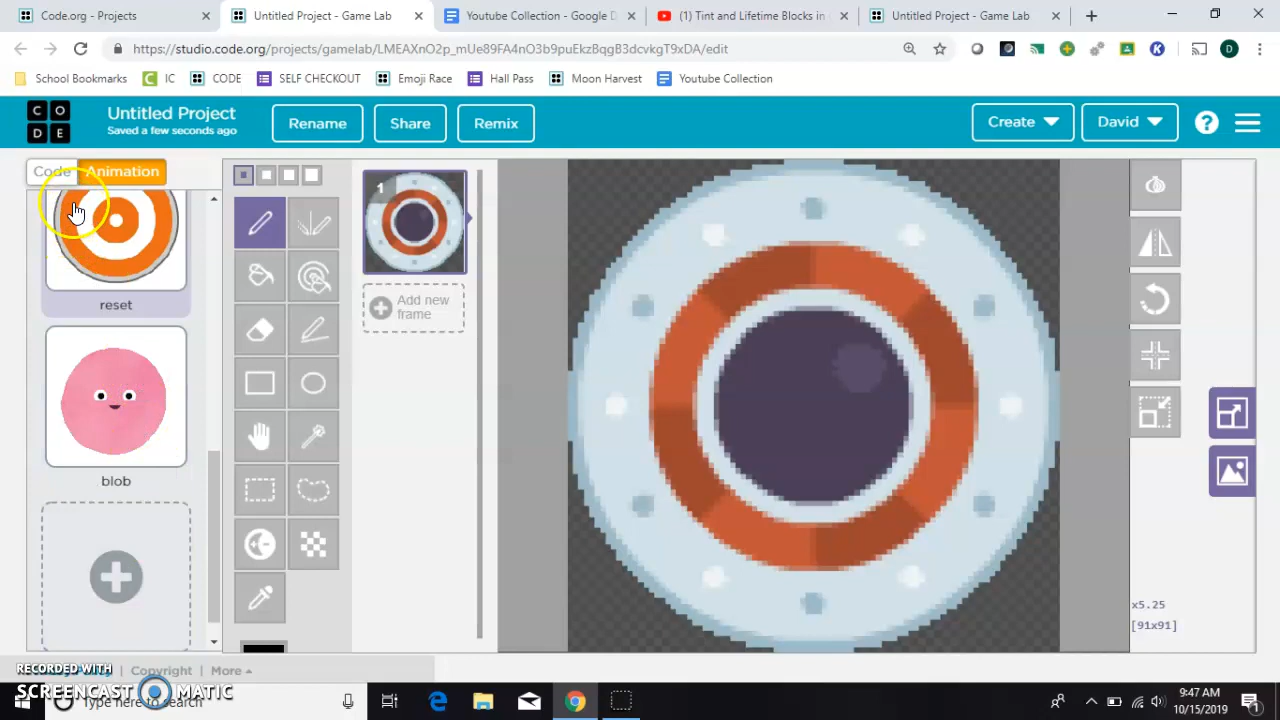 Code.org - Projects
Untitled Project - Game Lab
Youtube Collection - Google D
(1) Tint and Lifetime Blocks in
Untitled Project - Game Lab
https://studio.code.org/projects/gamelab/LMEAXnO2p_mUe89FA4nO3b9puEkzBqgB3dcvkgT9xDA/edit
D
School Bookmarks
IC
CODE
SELF CHECKOUT
Emoji Race
Hall Pass
Moon Harvest
Youtube Collection
C O
D E
Untitled Project
Saved a few seconds ago
Rename
Share
Remix
Create
David
?
Code
Animation
1
reset
Add new
frame
blob
x5.25
[91x91]
Copyright
More
RECORDED WITH
SCREENCAST MATIC
Type here to search
9:47 AM
10/15/2019